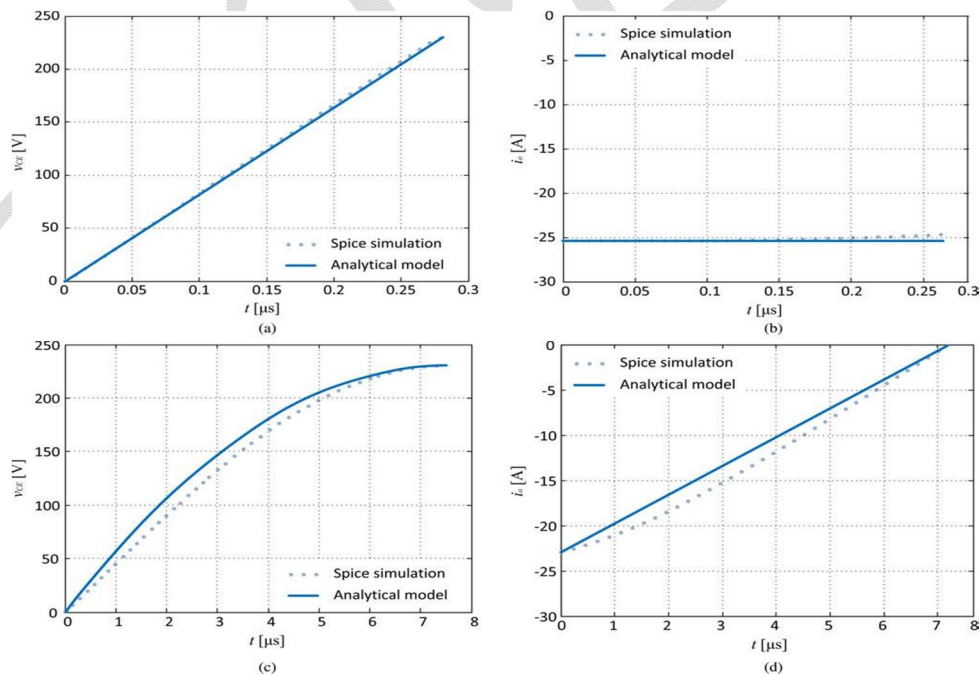 250
200
150
100
50
0
v_CE [V]
Spice simulation
Analytical model
0 0.05 0.1 0.15 0.2 0.25 0.3
t [µs]
(a)
0
-5
-10
-15
-20
-25
-30
i_o [A]
Spice simulation
Analytical model
0 0.05 0.1 0.15 0.2 0.25 0.3
t [µs]
(b)
250
200
150
100
50
0
v_CE [V]
Spice simulation
Analytical model
0 1 2 3 4 5 6 7 8
t [µs]
(c)
0
-5
-10
-15
-20
-25
-30
i_o [A]
Spice simulation
Analytical model
0 1 2 3 4 5 6 7 8
t [µs]
(d)